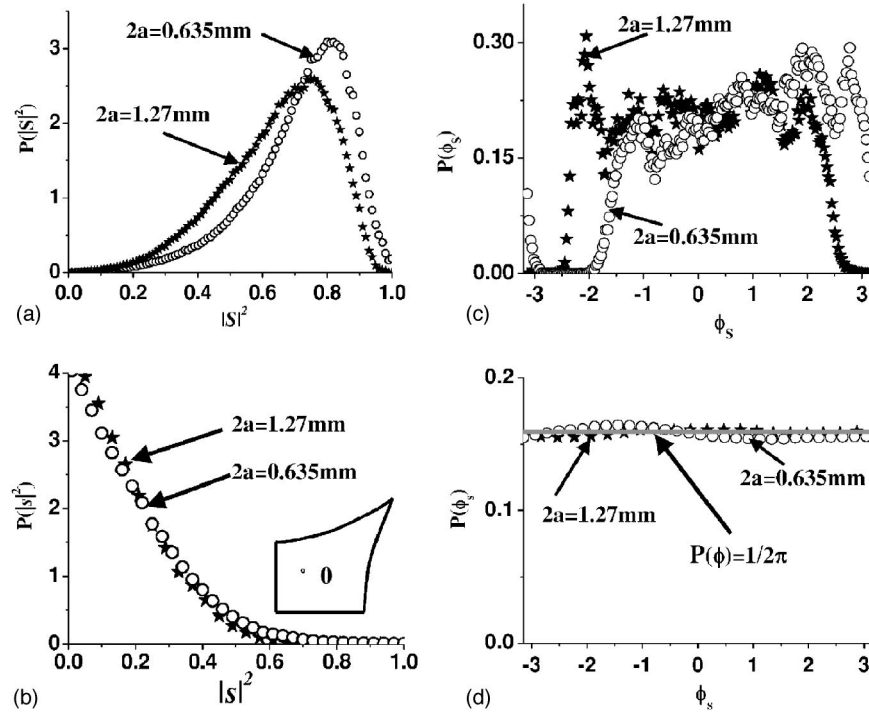 2a=0.635mm
2a=1.27mm
P(|S|²)
3
2
1
0
0.0 0.2 0.4 0.6 0.8 1.0
|S|²
(a)
2a=1.27mm
2a=0.635mm
P(ϕ_S)
0.30
0.15
0.00
-3 -2 -1 0 1 2 3
ϕ_S
(c)
2a=1.27mm
2a=0.635mm
0
P(|s|²)
4
3
2
1
0
0.0 0.2 0.4 0.6 0.8 1.0
|s|²
(b)
2a=1.27mm
2a=0.635mm
P(ϕ)=1/2π
P(ϕ_s)
0.2
0.1
0.0
-3 -2 -1 0 1 2 3
ϕ_s
(d)